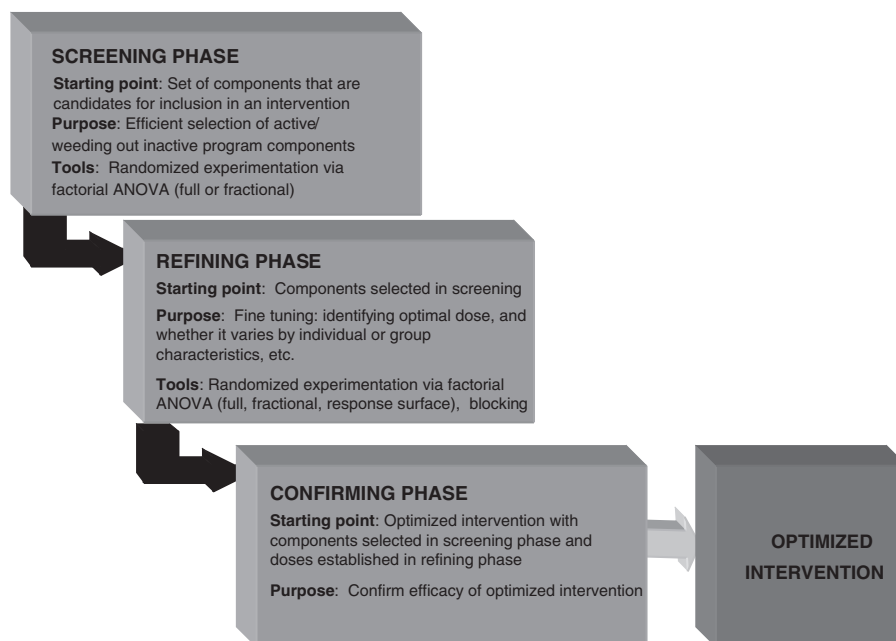 SCREENING PHASE
Starting point: Set of components that are
candidates for inclusion in an intervention
Purpose: Efficient selection of active/
weeding out inactive program components
Tools: Randomized experimentation via
factorial ANOVA (full or fractional)
REFINING PHASE
Starting point: Components selected in screening
Purpose: Fine tuning: identifying optimal dose, and
whether it varies by individual or group
characteristics, etc.
Tools: Randomized experimentation via factorial
ANOVA (full, fractional, response surface), blocking
CONFIRMING PHASE
Starting point: Optimized intervention with
components selected in screening phase and
doses established in refining phase
Purpose: Confirm efficacy of optimized intervention
OPTIMIZED
INTERVENTION